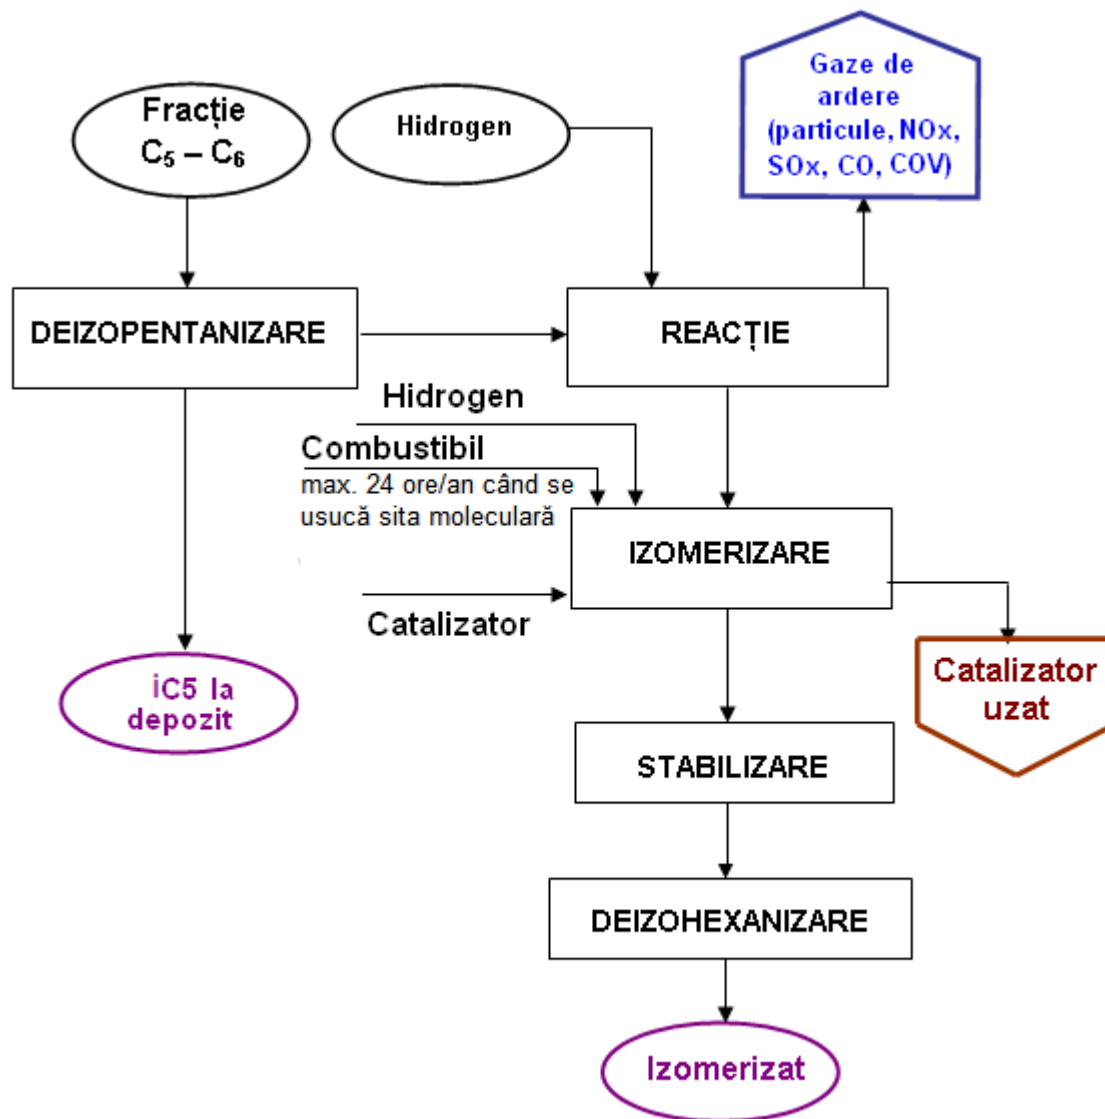 Fracție
C₅ – C₆
Hidrogen
Gaze de
ardere
(particule, NOx,
SOx, CO, COV)
DEIZOPENTANIZARE
REACȚIE
Hidrogen
Combustibil
max. 24 ore/an când se
usucă sita moleculară
IZOMERIZARE
Catalizator
iC5 la
depozit
Catalizator
uzat
STABILIZARE
DEIZOHEXANIZARE
Izomerizat